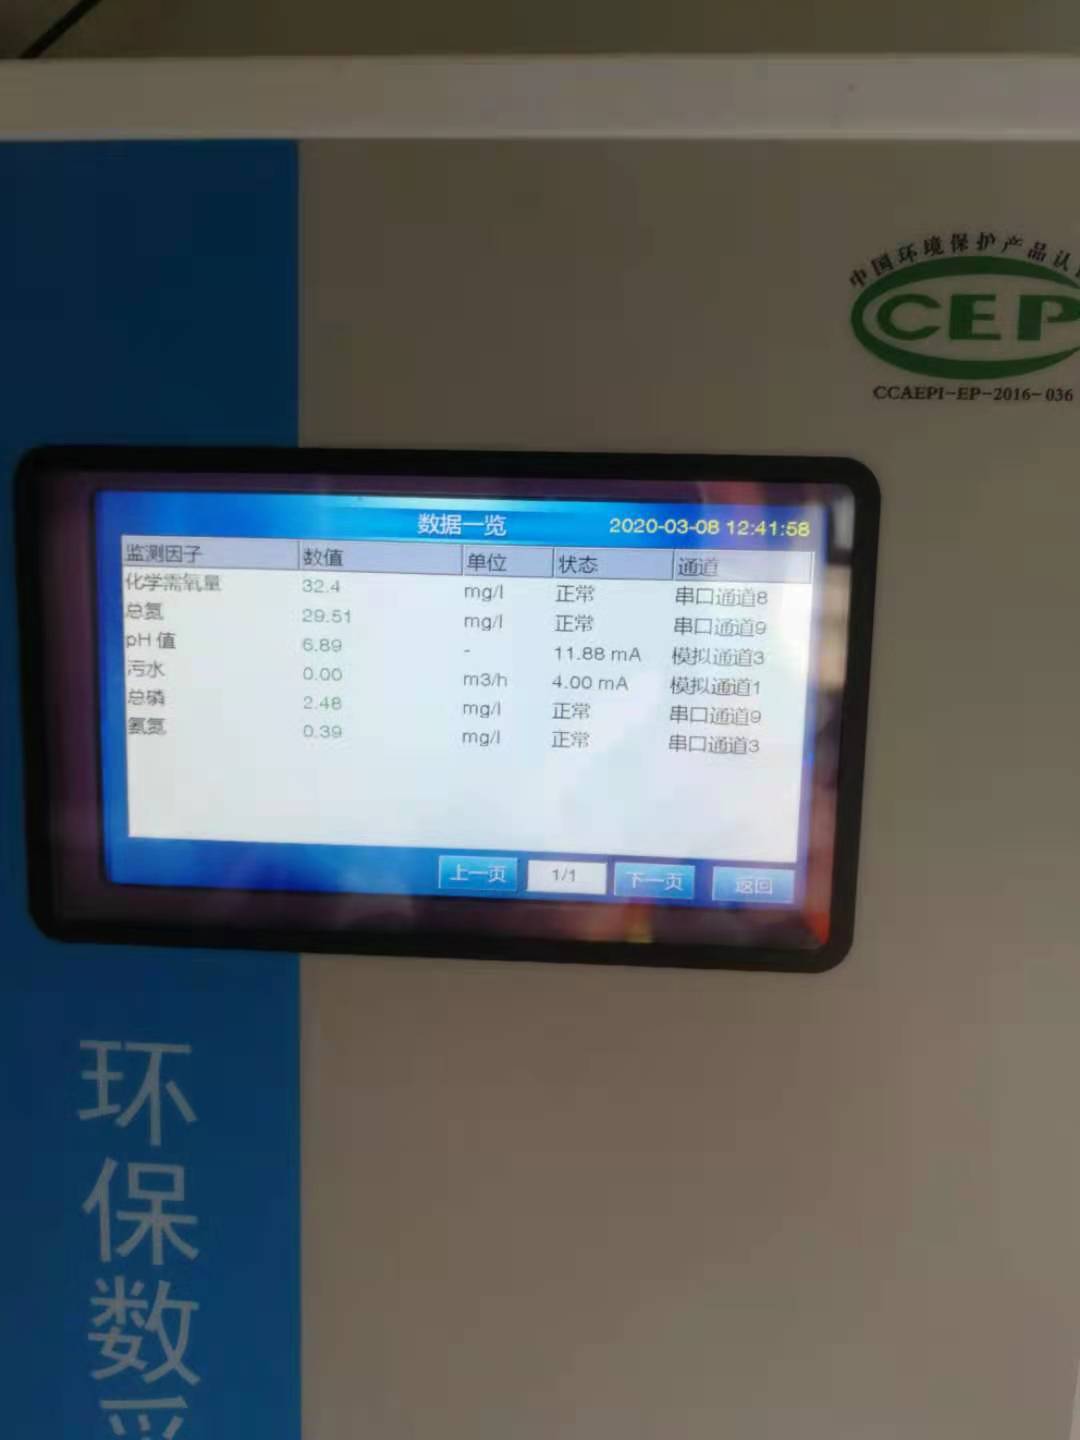 中国环境保护产品认
CEP
CCAEPI-EP-2016-036
数据一览 2020-03-08 12:41:58
监测因子 数值 单位 状态 通道
化学需氧量 32.4 mg/l 正常 串口通道8
总氮 29.51 mg/l 正常 串口通道9
pH 值 6.89 - 11.88 mA 模拟通道3
污水 0.00 m3/h 4.00 mA 模拟通道1
总磷 2.48 mg/l 正常 串口通道9
氨氮 0.39 mg/l 正常 串口通道3
上一页 1/1 下一页 返回
环保数